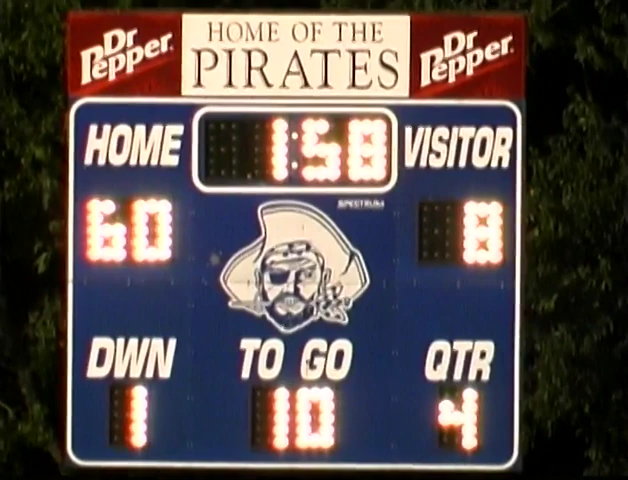 Dr Pepper HOME OF THE PIRATES Dr Pepper
HOME 1:58 VISITOR
SPECTRUM
60 8
DWN TO GO QTR
1 10 4